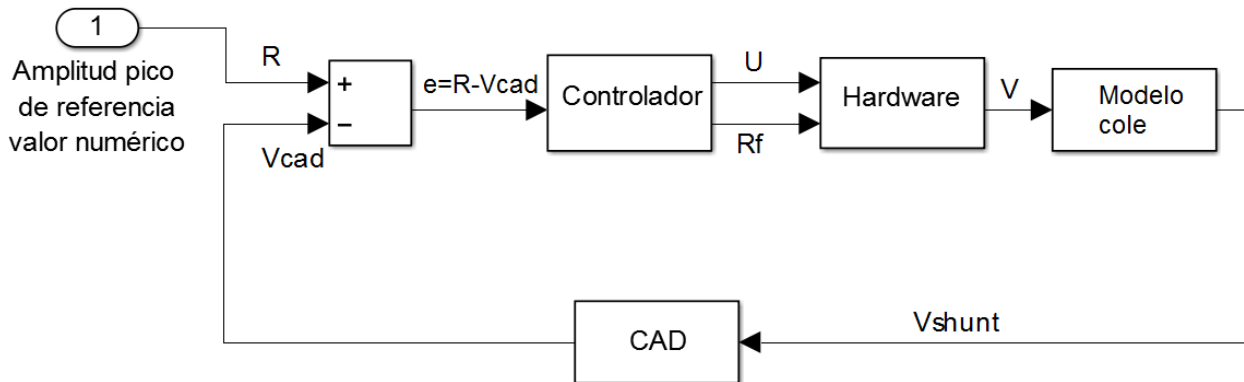 1
Amplitud pico
de referencia
valor numérico
R
+
−
Vcad
e=R-Vcad
Controlador
U
Rf
Hardware
V
Modelo
cole
CAD
Vshunt